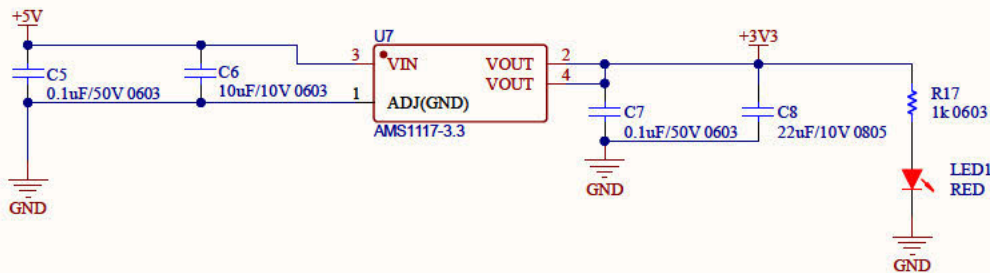 +5V
C5
0.1uF/50V 0603
GND
C6
10uF/10V 0603
U7
3
VIN
1
ADJ(GND)
VOUT
2
VOUT
4
AMS1117-3.3
C7
0.1uF/50V 0603
GND
+3V3
C8
22uF/10V 0805
R17
1k 0603
LED1
RED
GND